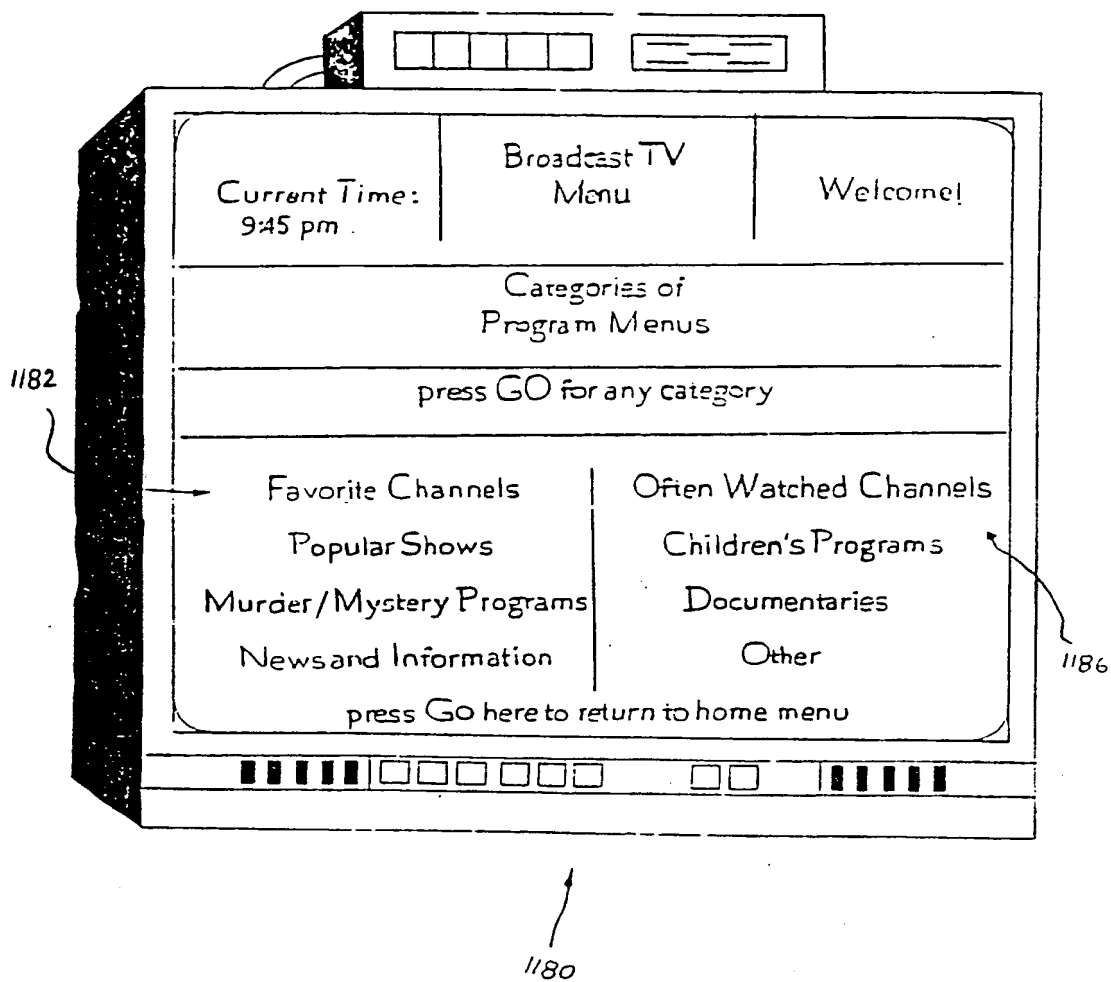 Broadcast TV
Menu
Current Time:
9:45 pm
Welcome!
Categories of
Program Menus
press GO for any category
1182
Favorite Channels
Often Watched Channels
Popular Shows
Children's Programs
Murder/Mystery Programs
Documentaries
News and Information
Other
1186
press Go here to return to home menu
1180